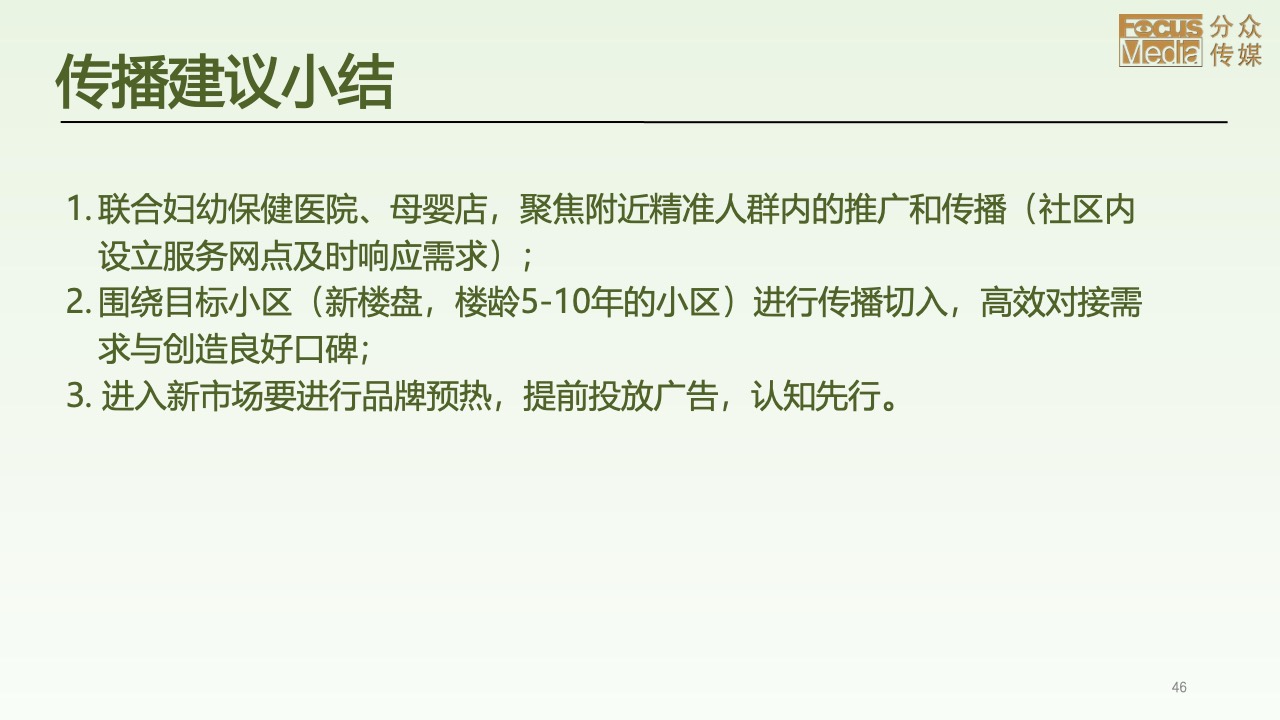 Focus 分众
Media 传媒
传播建议小结
1. 联合妇幼保健医院、母婴店，聚焦附近精准人群内的推广和传播（社区内
设立服务网点及时响应需求）;
2. 围绕目标小区（新楼盘，楼龄5-10年的小区）进行传播切入，高效对接需
求与创造良好口碑;
3. 进入新市场要进行品牌预热，提前投放广告，认知先行。
46